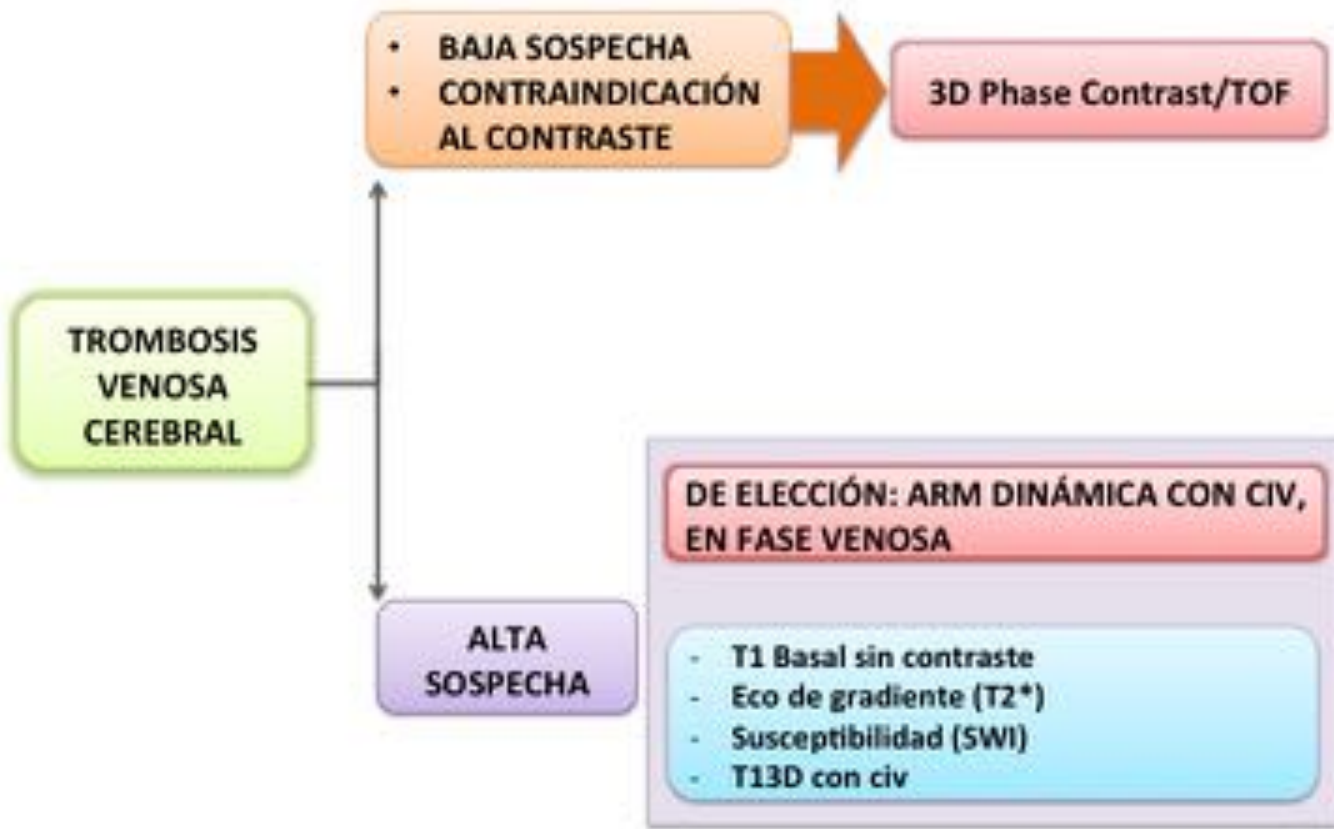 • BAJA SOSPECHA
• CONTRAINDICACIÓN
AL CONTRASTE
3D Phase Contrast/TOF
TROMBOSIS
VENOSA
CEREBRAL
DE ELECCIÓN: ARM DINÁMICA CON CIV,
EN FASE VENOSA
ALTA
SOSPECHA
- T1 Basal sin contraste
- Eco de gradiente (T2*)
- Susceptibilidad (SWI)
- T13D con civ